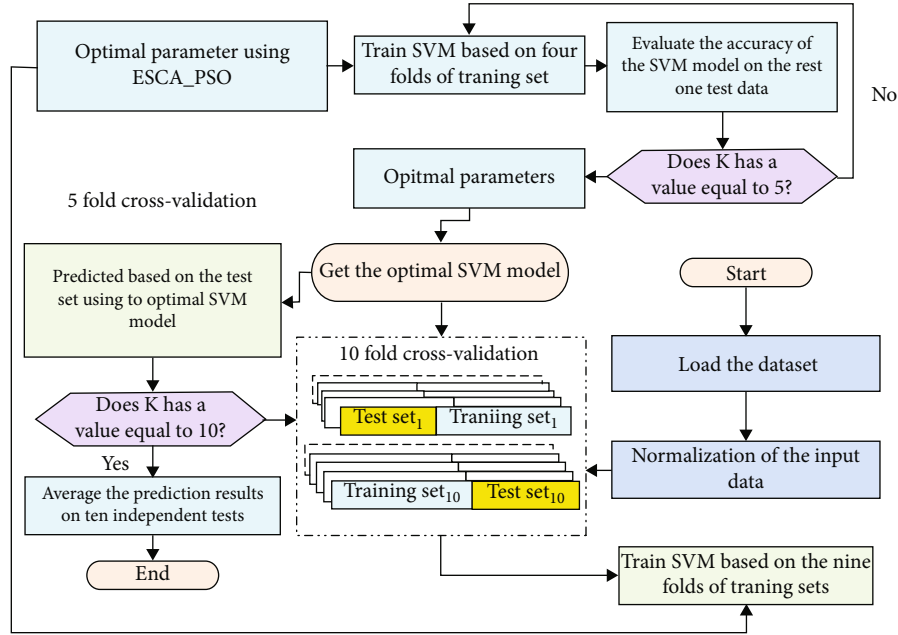 Optimal parameter using
ESCA_PSO
Train SVM based on four
folds of traning set
Evaluate the accuracy of
the SVM model on the rest
one test data
No
Does K has a
value equal to 5?
Opitmal parameters
5 fold cross-validation
Get the optimal SVM model
Predicted based on the test
set using to optimal SVM
model
Start
Load the dataset
10 fold cross-validation
Test set1 Traniing set1
Does K has a
value equal to 10?
Normalization of the input
data
Training set10 Test set10
Yes
Average the prediction results
on ten independent tests
End
Train SVM based on the nine
folds of traning sets